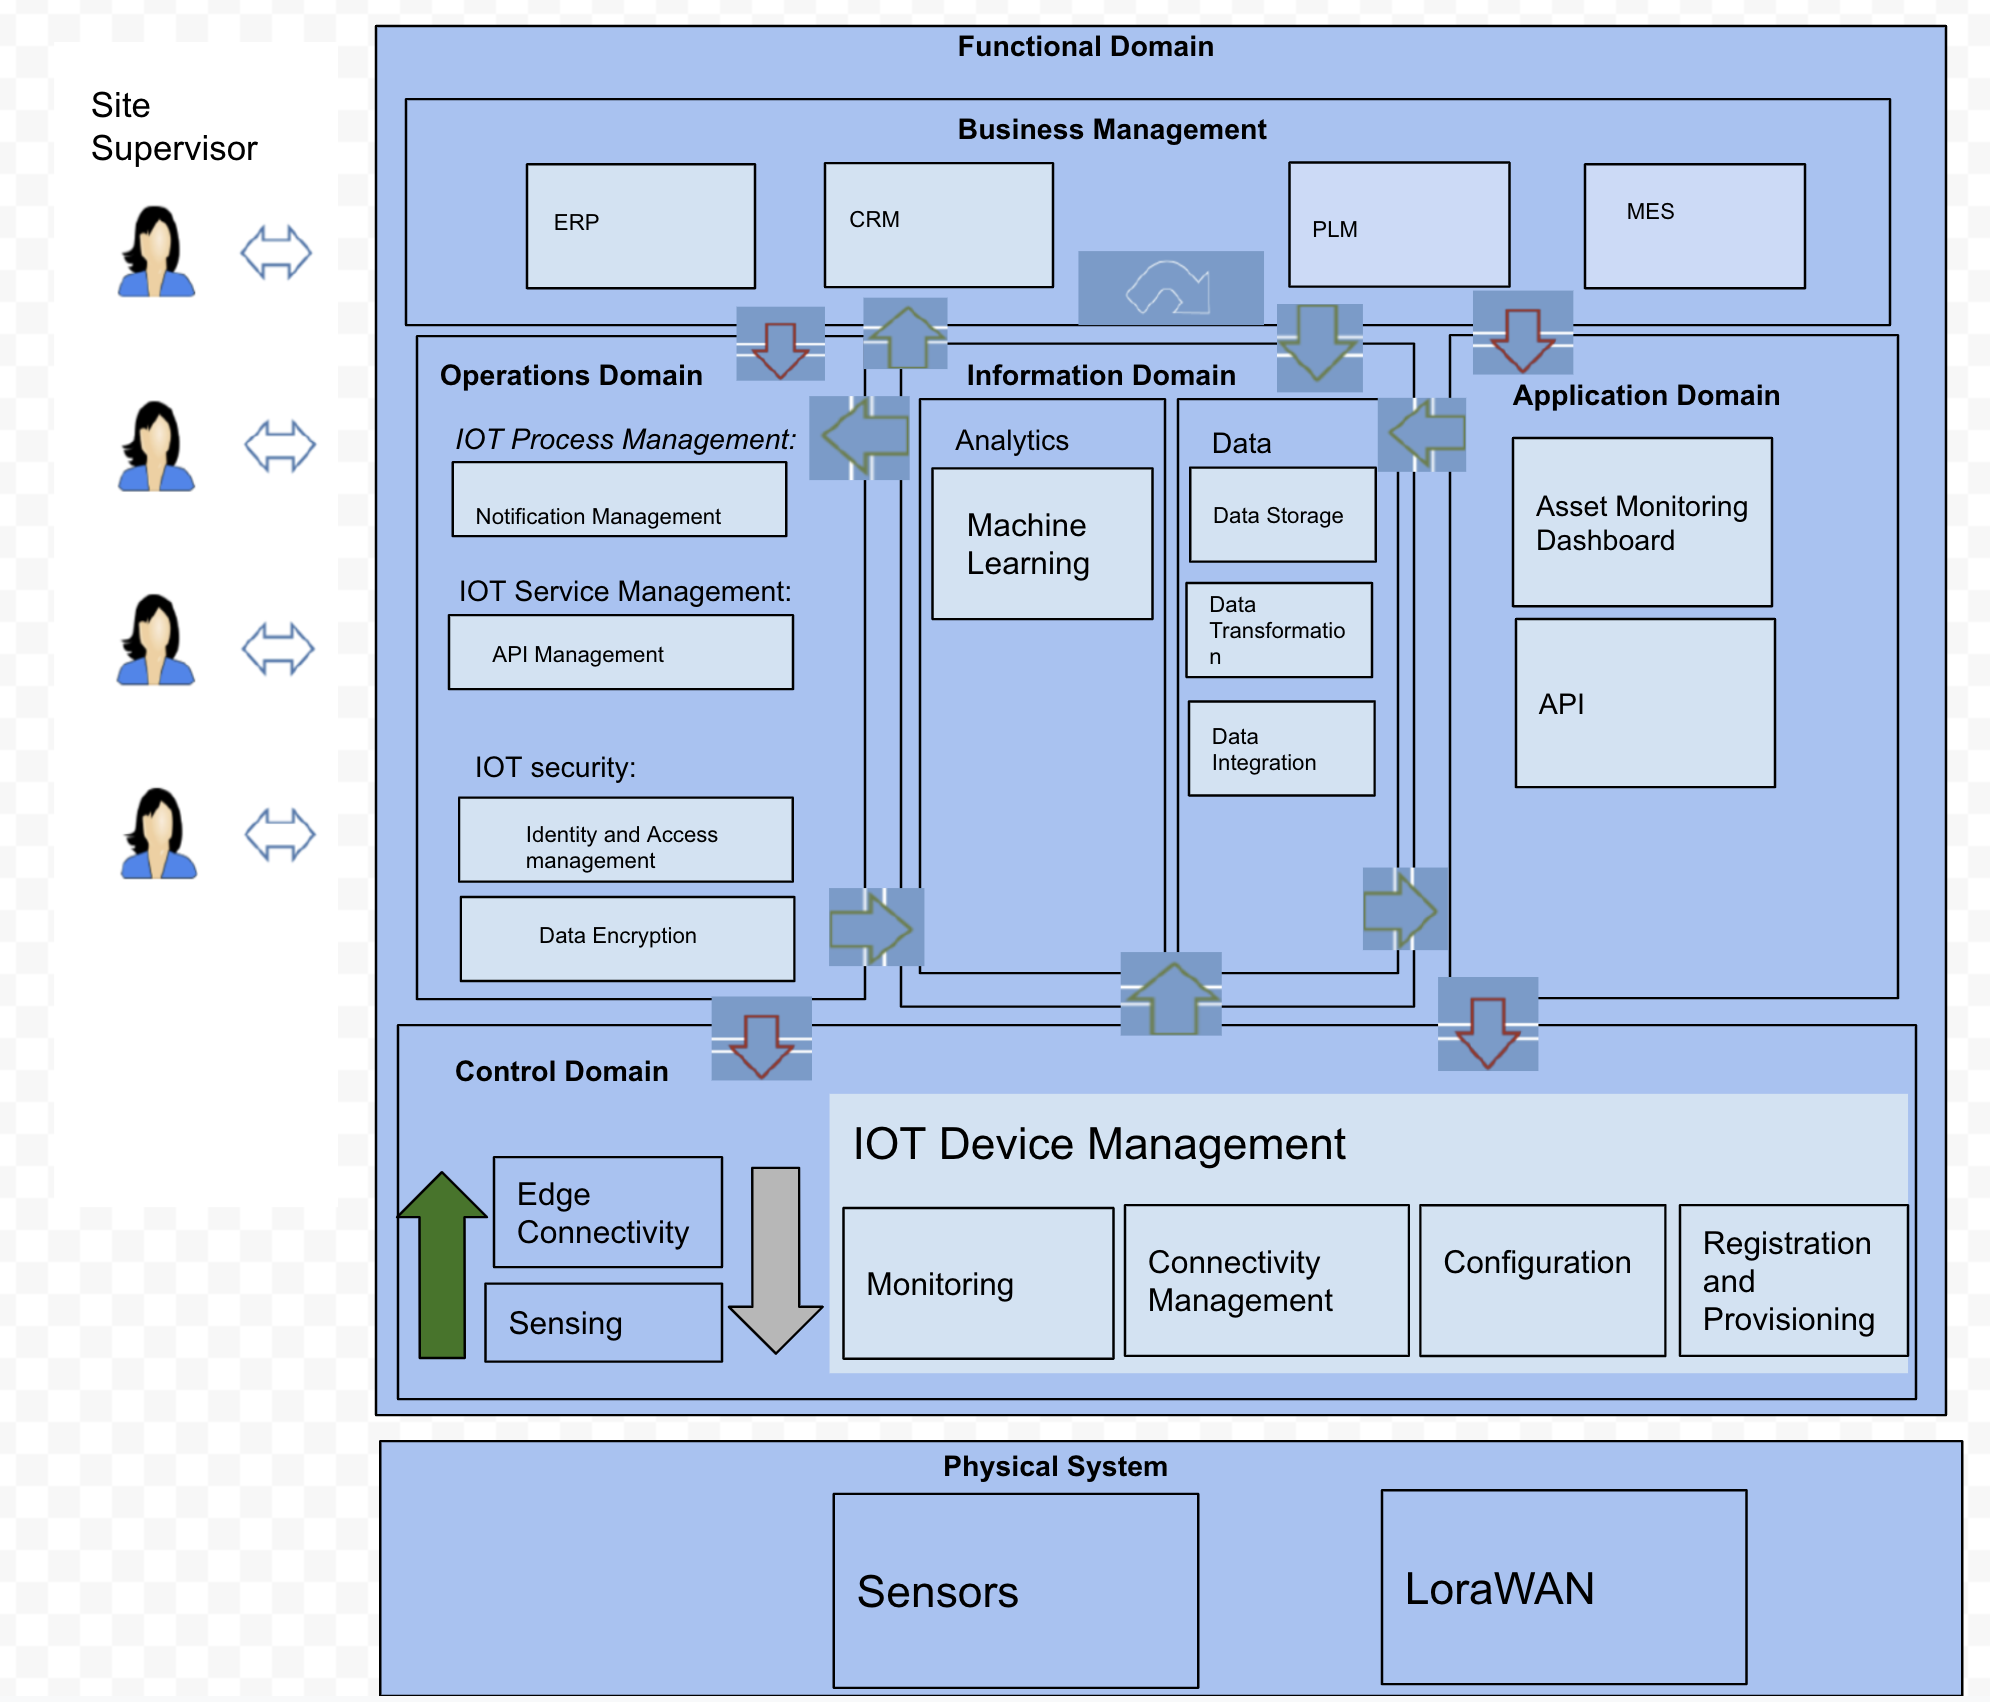 Functional Domain
Site
Supervisor
Business Management
ERP
CRM
PLM
MES
Operations Domain
IOT Process Management:
Notification Management
IOT Service Management:
API Management
IOT security:
Identity and Access
management
Data Encryption
Information Domain
Analytics
Machine
Learning
Data
Data Storage
Data
Transformatio
n
Data
Integration
Application Domain
Asset Monitoring
Dashboard
API
Control Domain
Edge
Connectivity
Sensing
IOT Device Management
Monitoring
Connectivity
Management
Configuration
Registration
and
Provisioning
Physical System
Sensors
LoraWAN